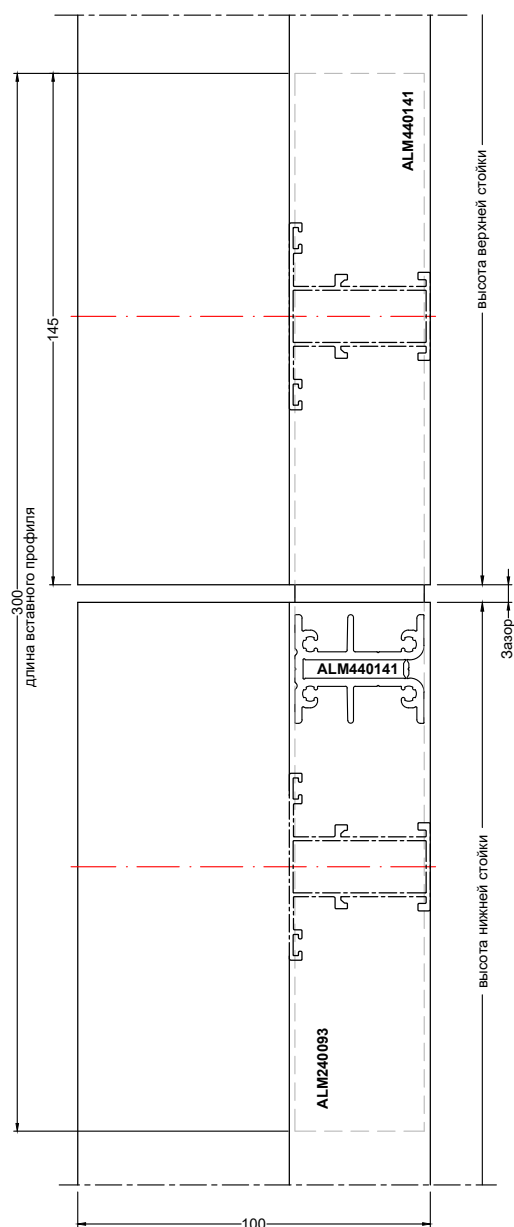 ALM440141
высота верхней стойки
145
300
длина вставного профиля
Зазор
ALM440141
высота нижней стойки
ALM240093
100